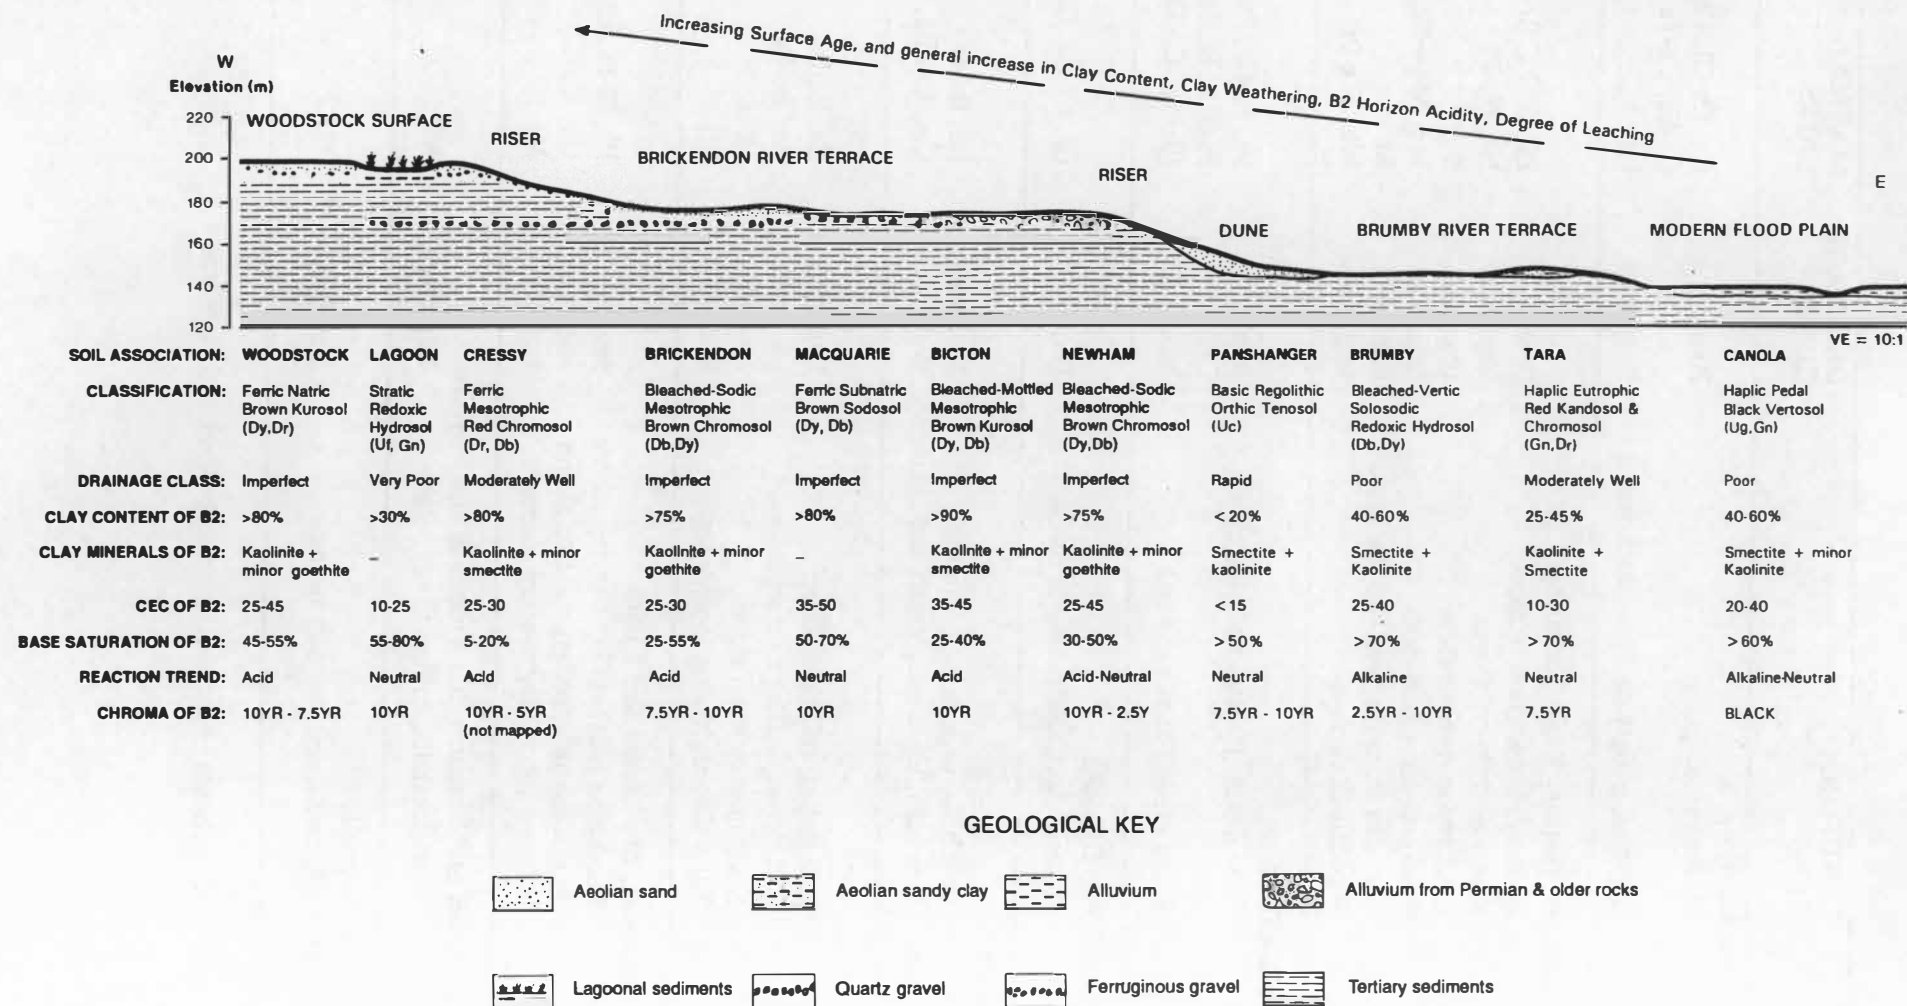 Increasing Surface Age, and general increase in Clay Content, Clay Weathering, B2 Horizon Acidity, Degree of Leaching
W
Elevation (m)
220
200
180
160
140
120
WOODSTOCK SURFACE
RISER
BRICKENDON RIVER TERRACE
RISER
E
DUNE
BRUMBY RIVER TERRACE
MODERN FLOOD PLAIN
VE = 10:1
SOIL ASSOCIATION: WOODSTOCK LAGOON CRESSY BRICKENDON MACQUARIE BICTON NEWHAM PANSHANGER BRUMBY TARA CANOLA
CLASSIFICATION: Ferric Natric Stratic Ferric Bleached-Sodic Ferric Subnatric Bleached-Mottled Bleached-Sodic Basic Regolithic Bleached-Vertic Haplic Eutrophic Haplic Pedal
Brown Kurosol Redoxic Mesotrophic Mesotrophic Brown Sodosol Mesotrophic Mesotrophic Orthic Tenosol Solosodic Red Kandosol & Black Vertosol
(Dy,Dr) Hydrosol Red Chromosol Brown Chromosol (Dy, Db) Brown Kurosol Brown Chromosol (Uc) Redoxic Hydrosol Chromosol (Ug,Gn)
(Uf, Gn) (Dr, Db) (Db,Dy) (Dy, Db) (Dy,Db) (Db,Dy) (Gn,Dr)
DRAINAGE CLASS: Imperfect Very Poor Moderately Well Imperfect Imperfect Imperfect Imperfect Rapid Poor Moderately Well Poor
CLAY CONTENT OF B2: >80% >30% >80% >75% >80% >90% >75% <20% 40-60% 25-45% 40-60%
CLAY MINERALS OF B2: Kaolinite + – Kaolinite + minor Kaolinite + minor – Kaolinite + minor Kaolinite + minor Smectite + Smectite + Kaolinite + Smectite + minor
minor goethite smectite goethite smectite goethite kaolinite Kaolinite Smectite Kaolinite
CEC OF B2: 25-45 10-25 25-30 25-30 35-50 35-45 25-45 <15 25-40 10-30 20-40
BASE SATURATION OF B2: 45-55% 55-80% 5-20% 25-55% 50-70% 25-40% 30-50% >50% >70% >70% >60%
REACTION TREND: Acid Neutral Acid Acid Neutral Acid Acid-Neutral Neutral Alkaline Neutral Alkaline-Neutral
CHROMA OF B2: 10YR - 7.5YR 10YR 10YR - 5YR 7.5YR - 10YR 10YR 10YR 10YR - 2.5Y 7.5YR - 10YR 2.5YR - 10YR 7.5YR BLACK
(not mapped)
GEOLOGICAL KEY
Aeolian sand
Aeolian sandy clay
Alluvium
Alluvium from Permian & older rocks
Lagoonal sediments
Quartz gravel
Ferruginous gravel
Tertiary sediments